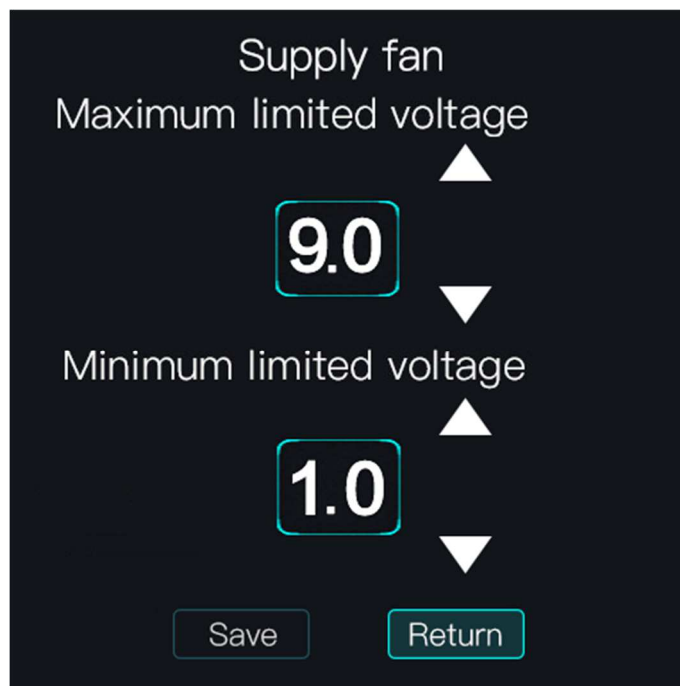 Supply fan
Maximum limited voltage
9.0
Minimum limited voltage
1.0
Save Return